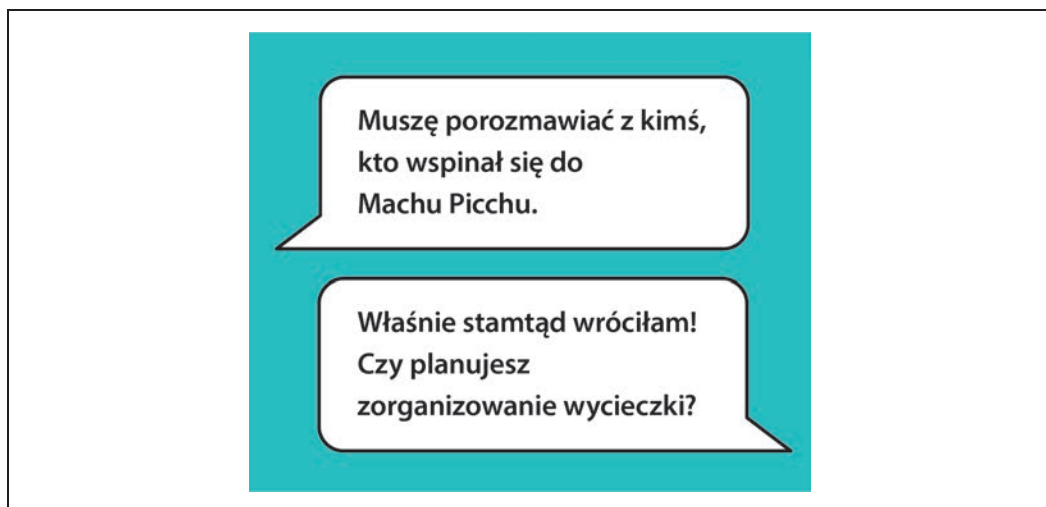 Muszę porozmawiać z kimś,
kto wspinał się do
Machu Picchu.
Właśnie stamtąd wróciłam!
Czy planujesz
zorganizowanie wycieczki?